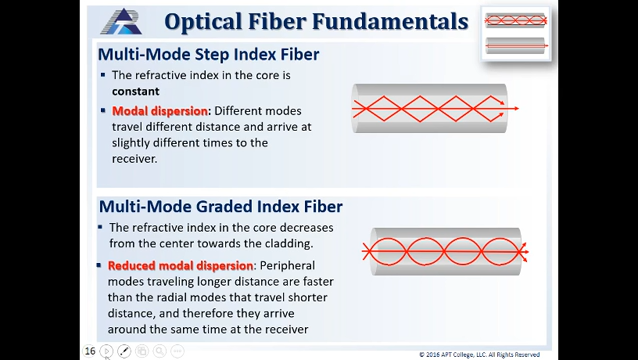 Optical Fiber Fundamentals
Multi-Mode Step Index Fiber
▪ The refractive index in the core is
constant
▪ Modal dispersion: Different modes
travel different distance and arrive at
slightly different times to the
receiver.
Multi-Mode Graded Index Fiber
▪ The refractive index in the core decreases
from the center towards the cladding.
▪ Reduced modal dispersion: Peripheral
modes traveling longer distance are faster
than the radial modes that travel shorter
distance, and therefore they arrive
around the same time at the receiver
16
© 2016 APT College, LLC. All Rights Reserved